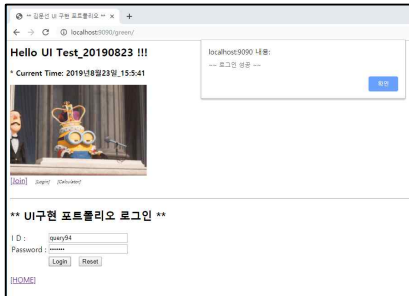 ** 김윤선 UI 구현 포트폴리오 **
localhost:9090/green/
Hello UI Test_20190823 !!!
* Current Time: 2019년8월23일_15:5:41
localhost:9090 내용:
~~ 로그인 성공 ~~
확인
[Join] [Login] [Calculator]
** UI구현 포트폴리오 로그인 **
I D : query94
Password : •••••••
Login Reset
[HOME]